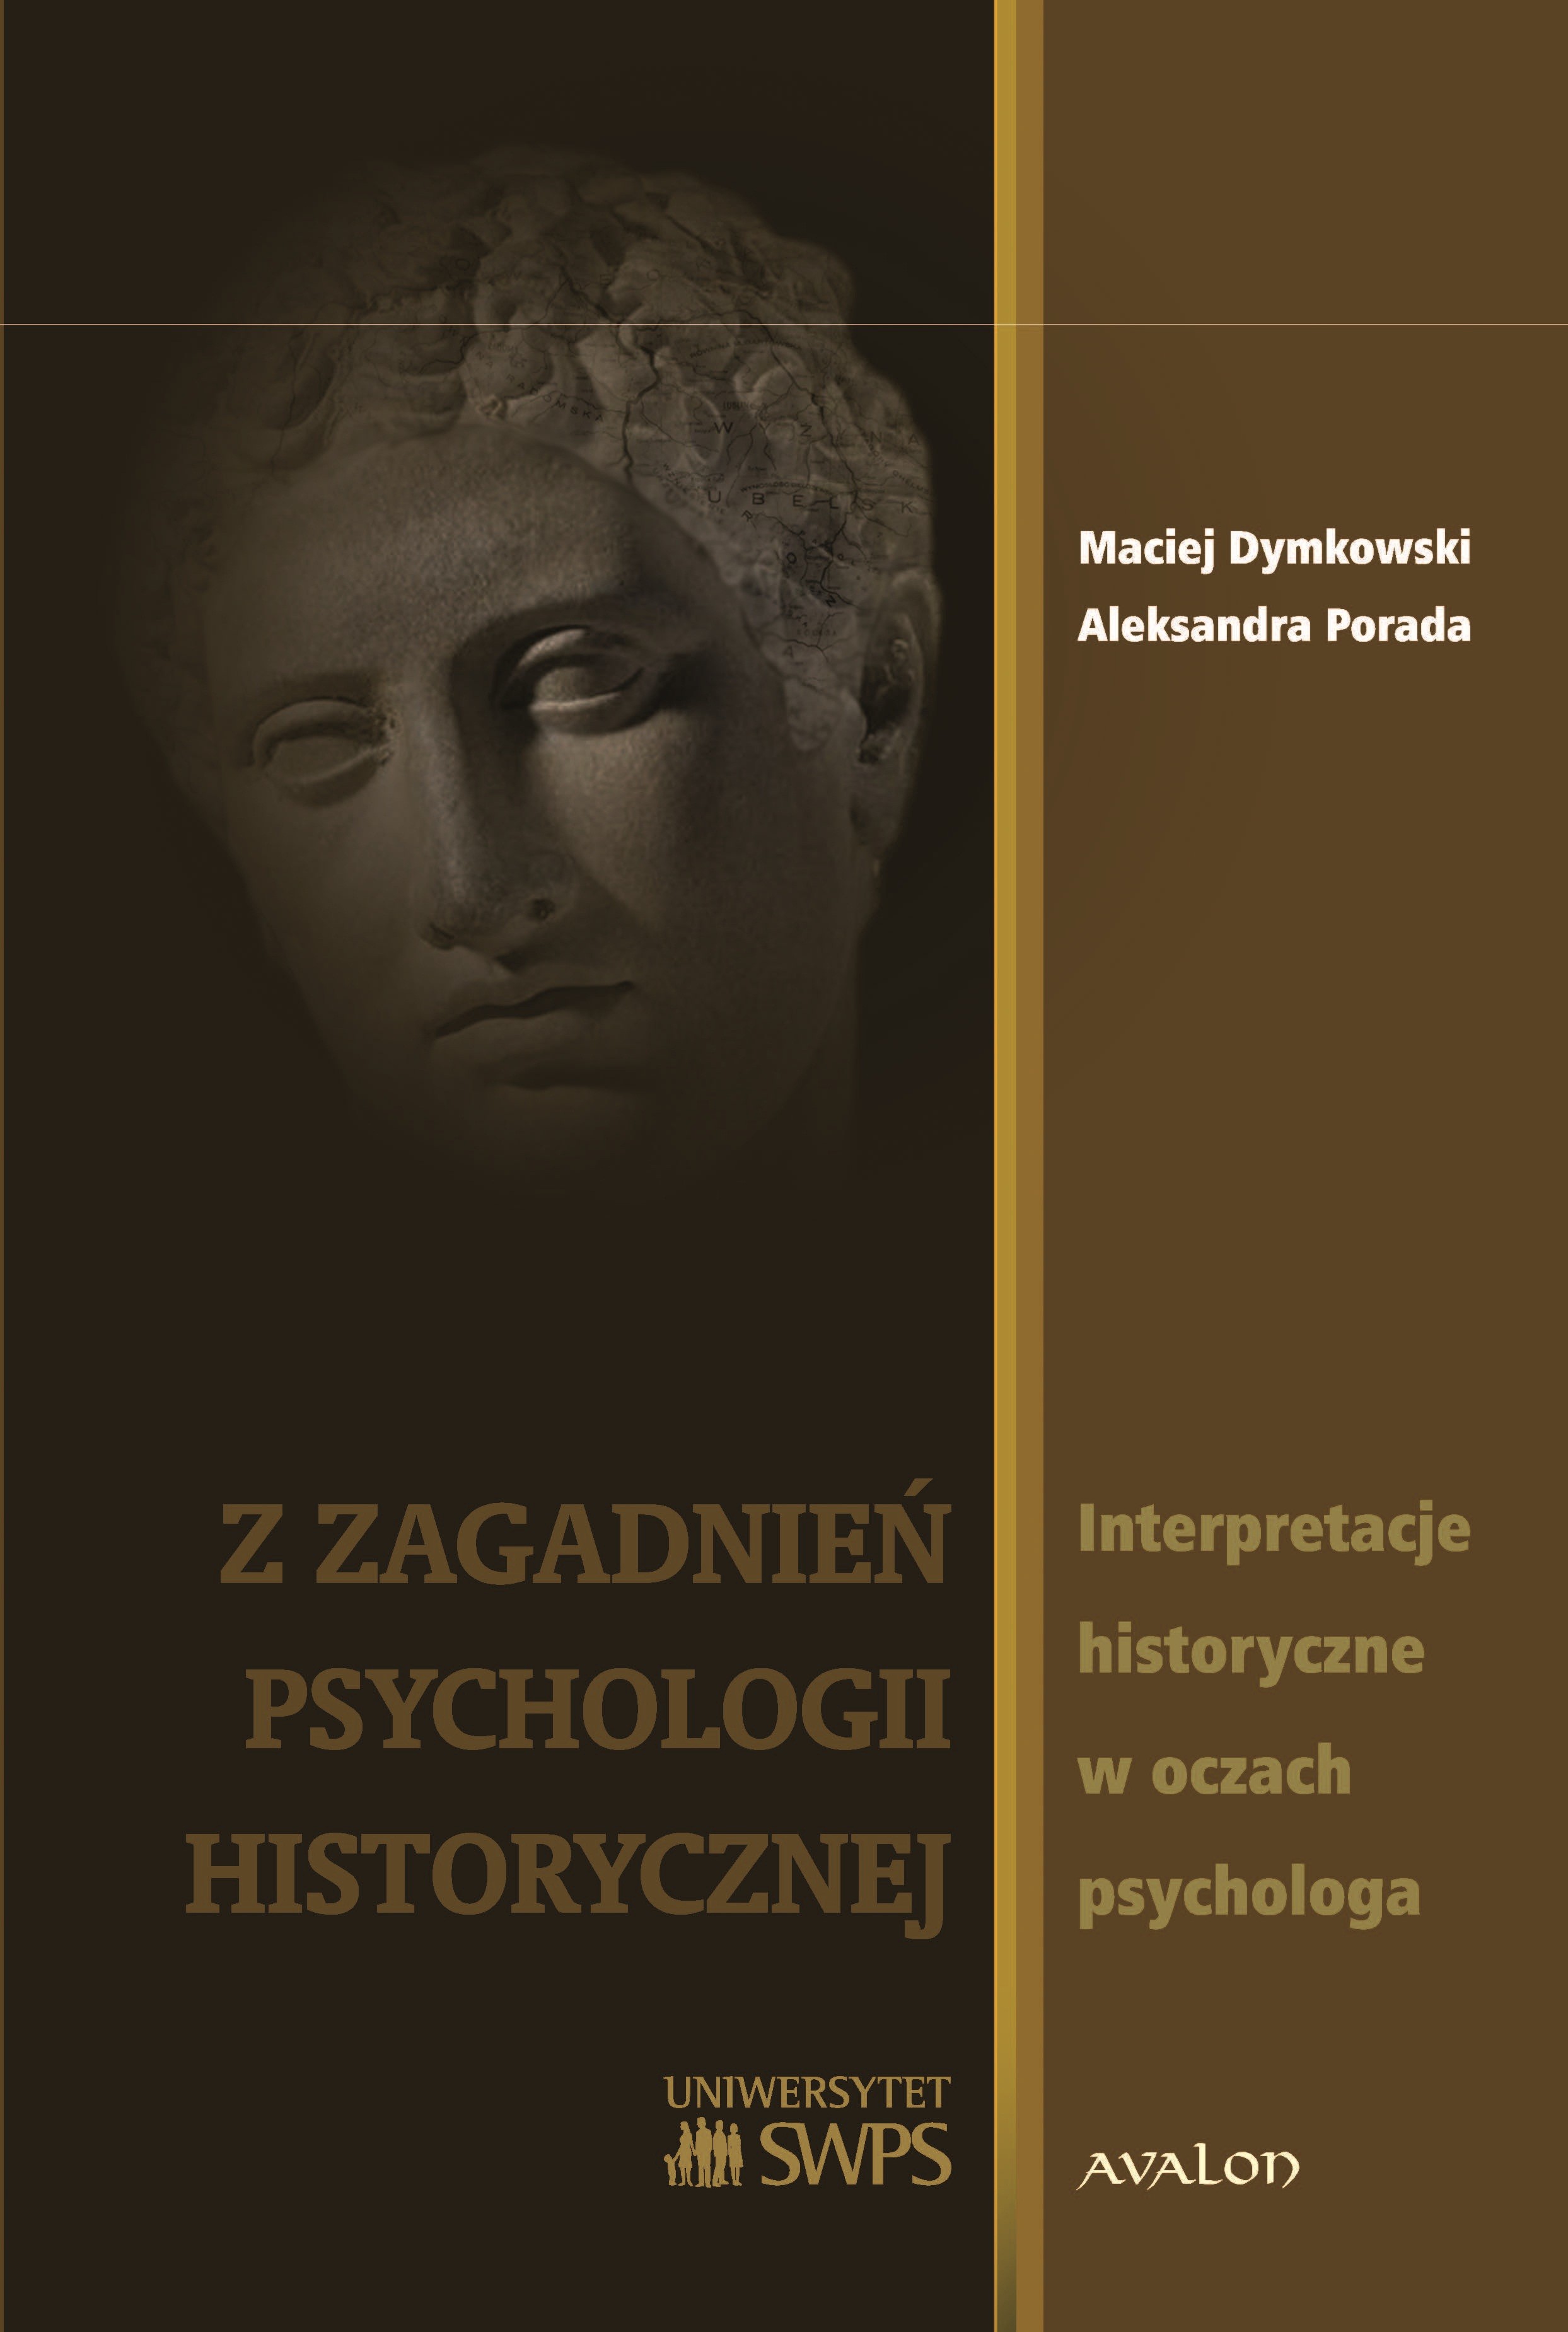 Maciej Dymkowski
Aleksandra Porada
Z ZAGADNIEŃ
PSYCHOLOGII
HISTORYCZNEJ
Interpretacje
historyczne
w oczach
psychologa
UNIWERSYTET
SWPS
AVALON